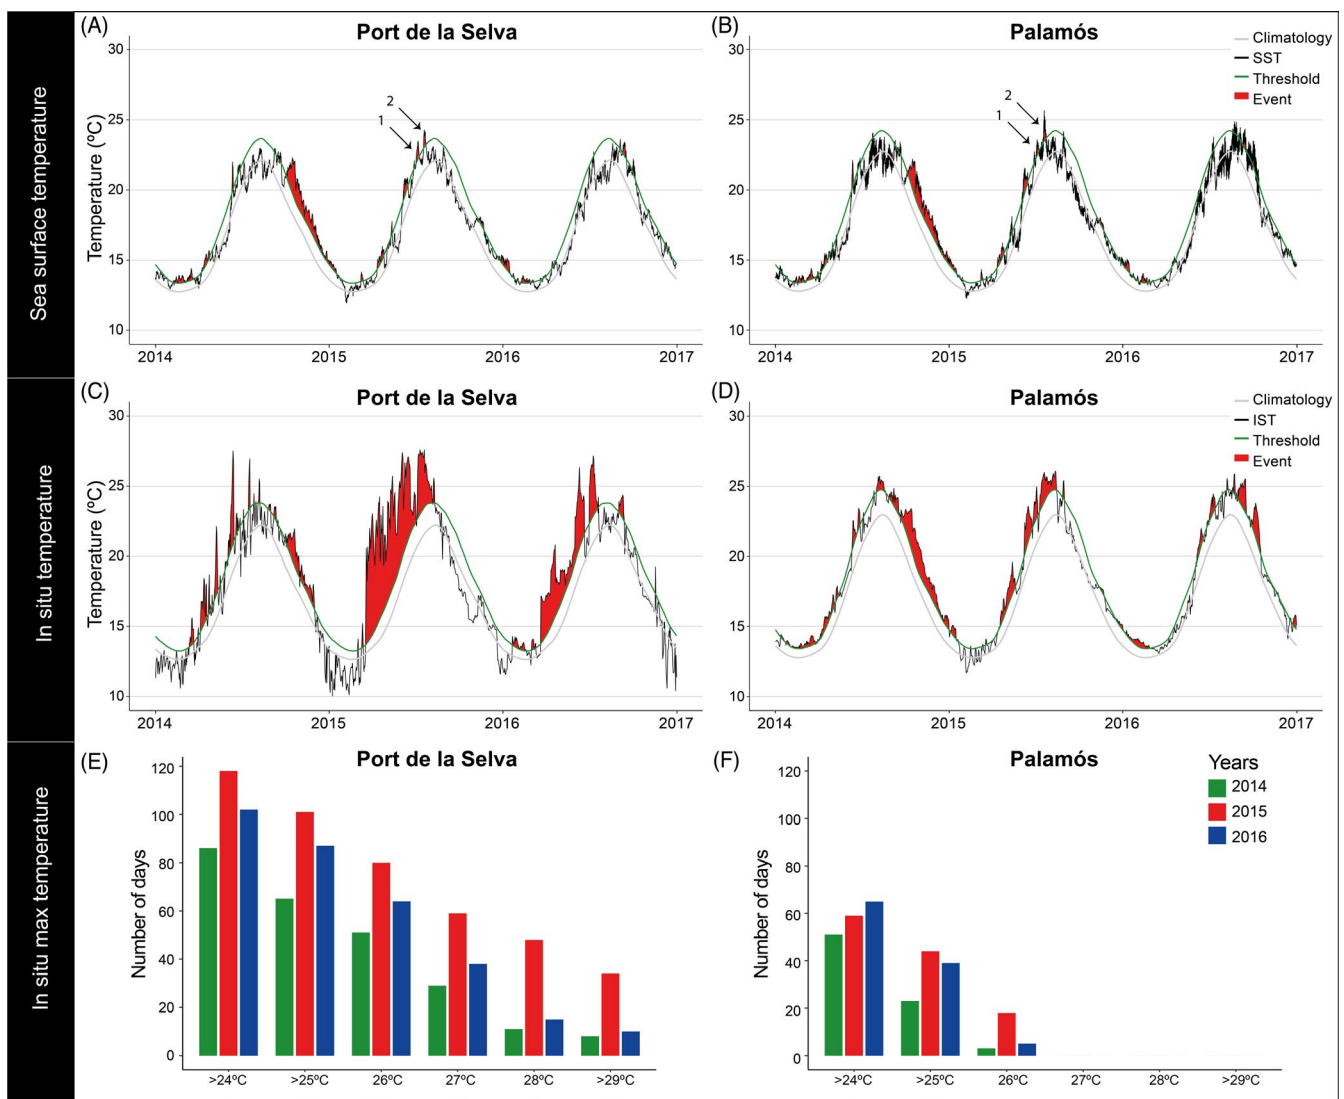 Sea surface temperature
(A)
Port de la Selva
Temperature (ºC)
30
25
20
15
10
1
2
2014
2015
2016
2017
(B)
Palamós
30
25
20
15
10
1
2
2014
2015
2016
2017
Climatology
SST
Threshold
Event
In situ temperature
(C)
Port de la Selva
Temperature (ºC)
30
25
20
15
10
2014
2015
2016
2017
(D)
Palamós
30
25
20
15
10
2014
2015
2016
2017
Climatology
IST
Threshold
Event
In situ max temperature
(E)
Port de la Selva
Number of days
120
100
80
60
40
20
0
>24ºC
>25ºC
26ºC
27ºC
28ºC
>29ºC
(F)
Palamós
Number of days
120
100
80
60
40
20
0
>24ºC
>25ºC
26ºC
27ºC
28ºC
>29ºC
Years
2014
2015
2016